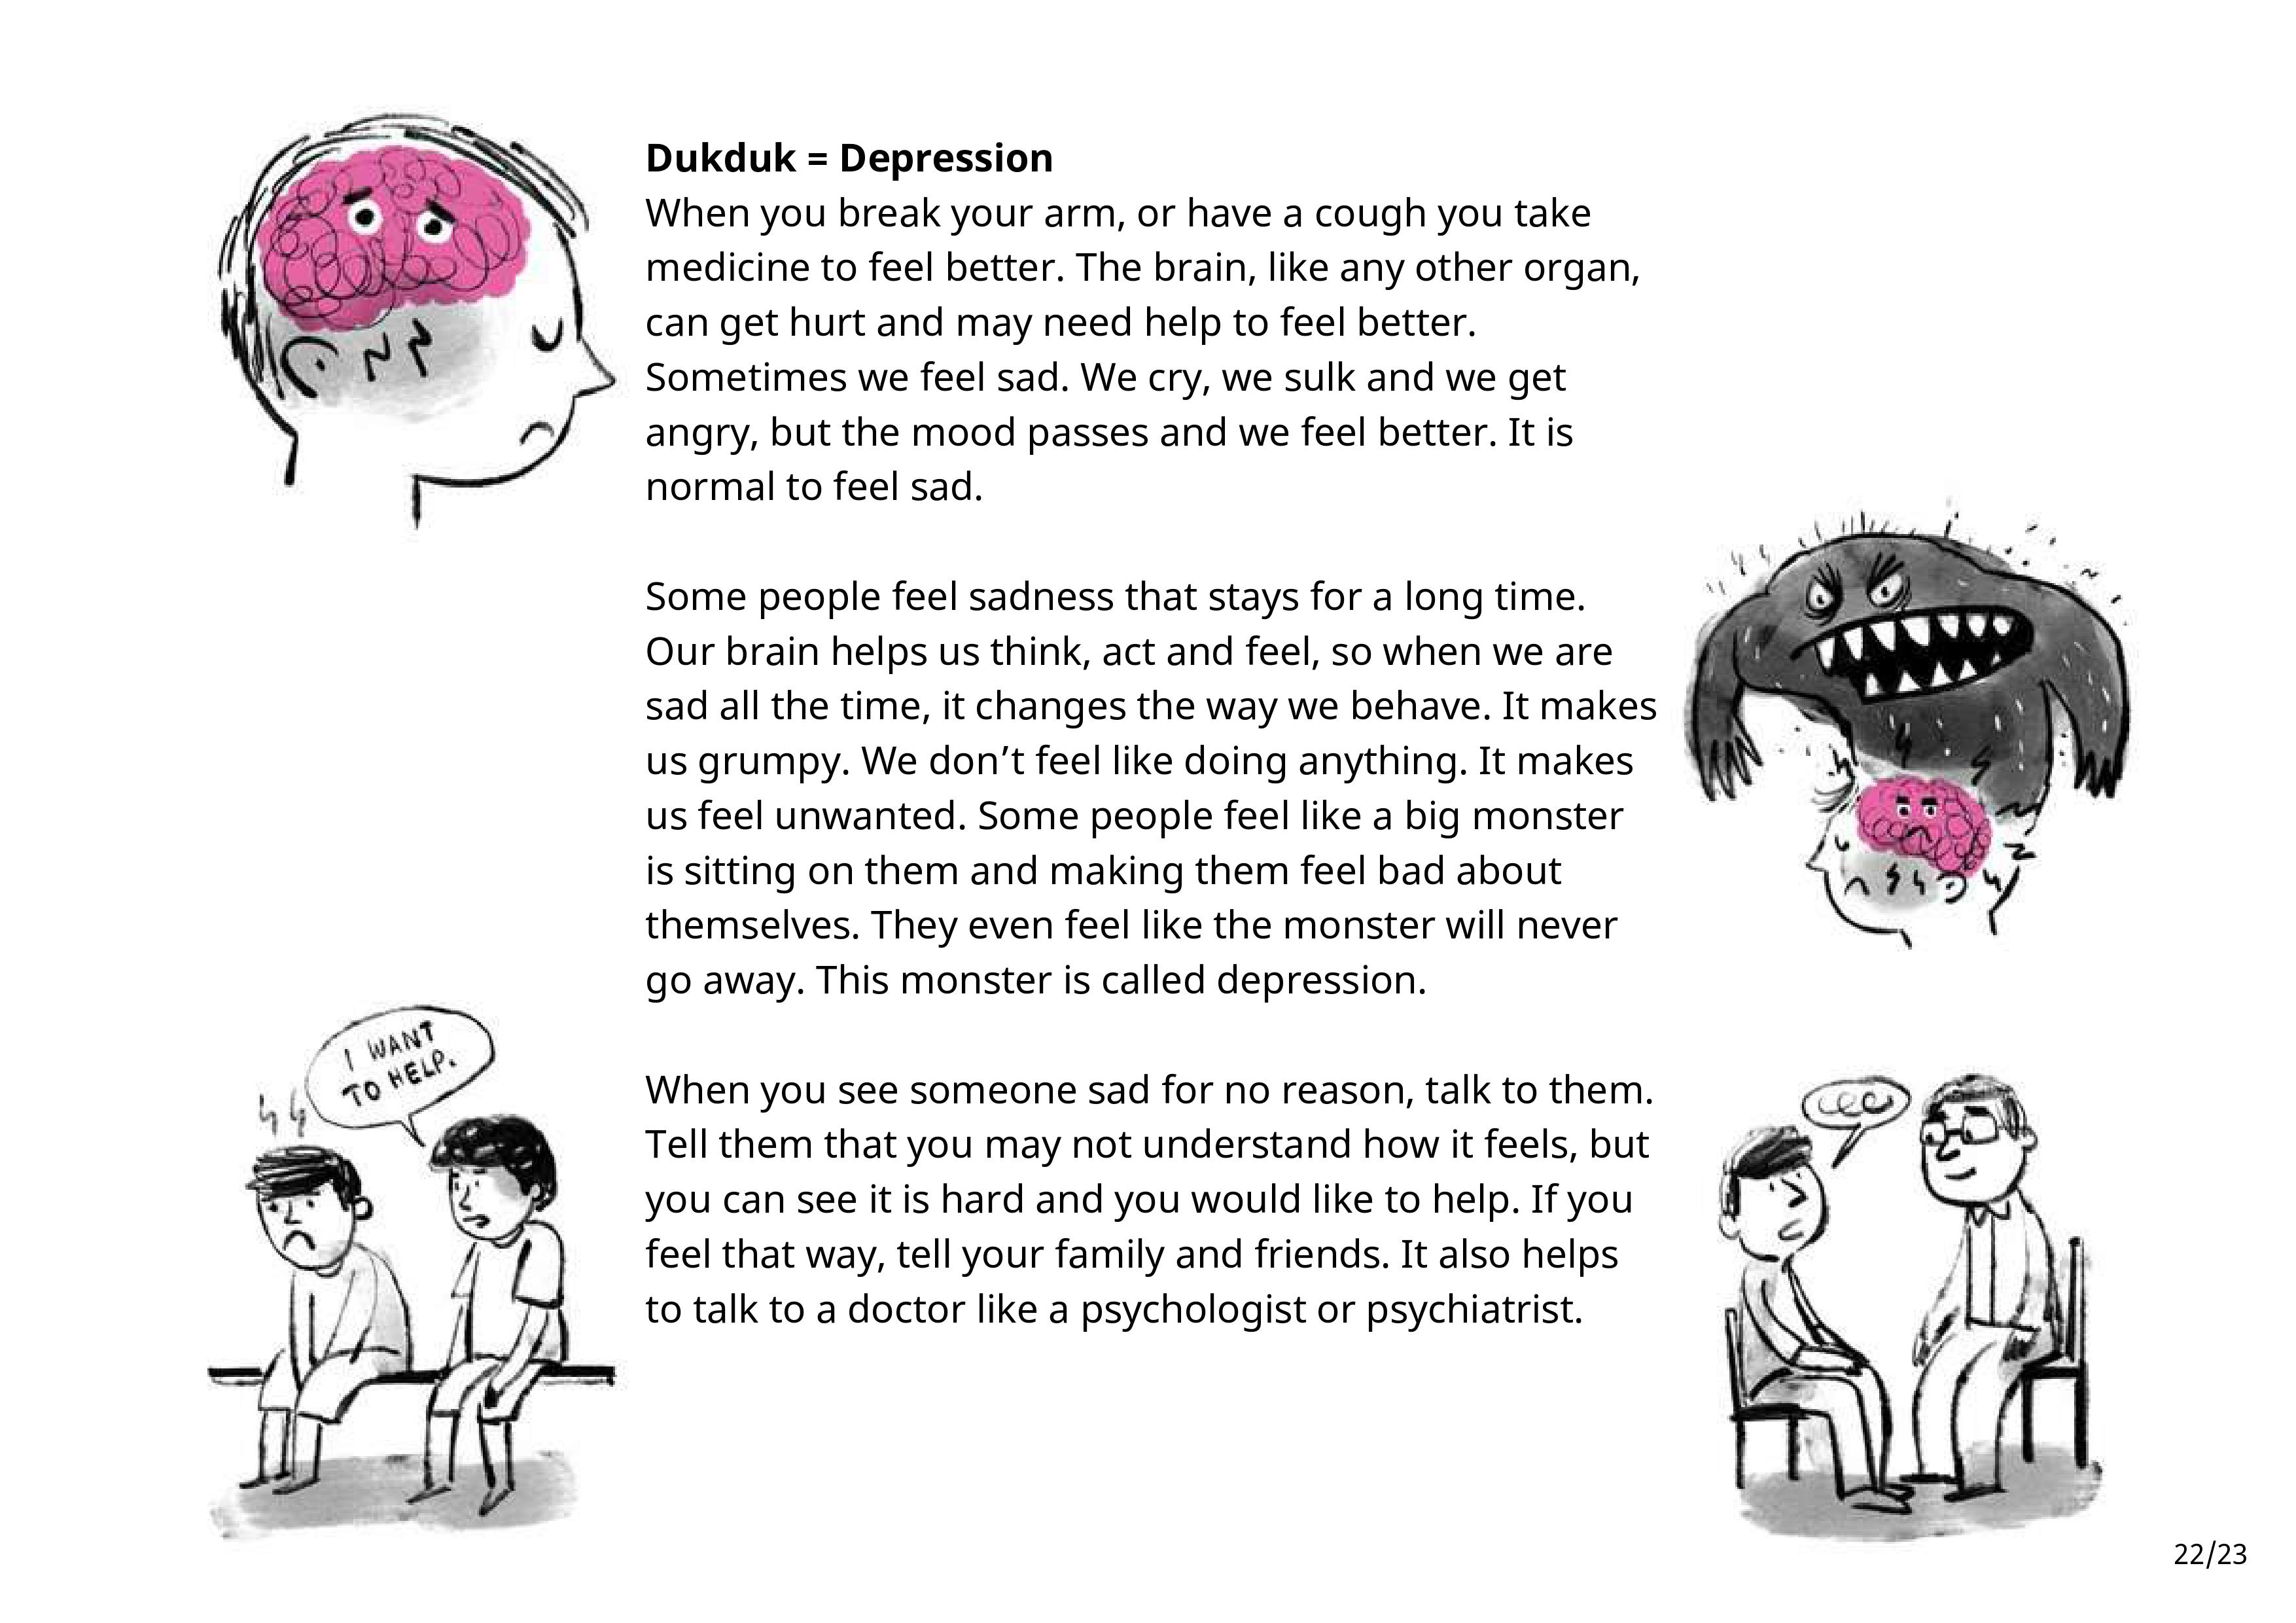 Dukduk = Depression
When you break your arm, or have a cough you take
medicine to feel better. The brain, like any other organ,
can get hurt and may need help to feel better.
Sometimes we feel sad. We cry, we sulk and we get
angry, but the mood passes and we feel better. It is
normal to feel sad.
Some people feel sadness that stays for a long time.
Our brain helps us think, act and feel, so when we are
sad all the time, it changes the way we behave. It makes
us grumpy. We don’t feel like doing anything. It makes
us feel unwanted. Some people feel like a big monster
is sitting on them and making them feel bad about
themselves. They even feel like the monster will never
go away. This monster is called depression.
I WANT
TO HELP.
When you see someone sad for no reason, talk to them.
Tell them that you may not understand how it feels, but
you can see it is hard and you would like to help. If you
feel that way, tell your family and friends. It also helps
to talk to a doctor like a psychologist or psychiatrist.
22/23